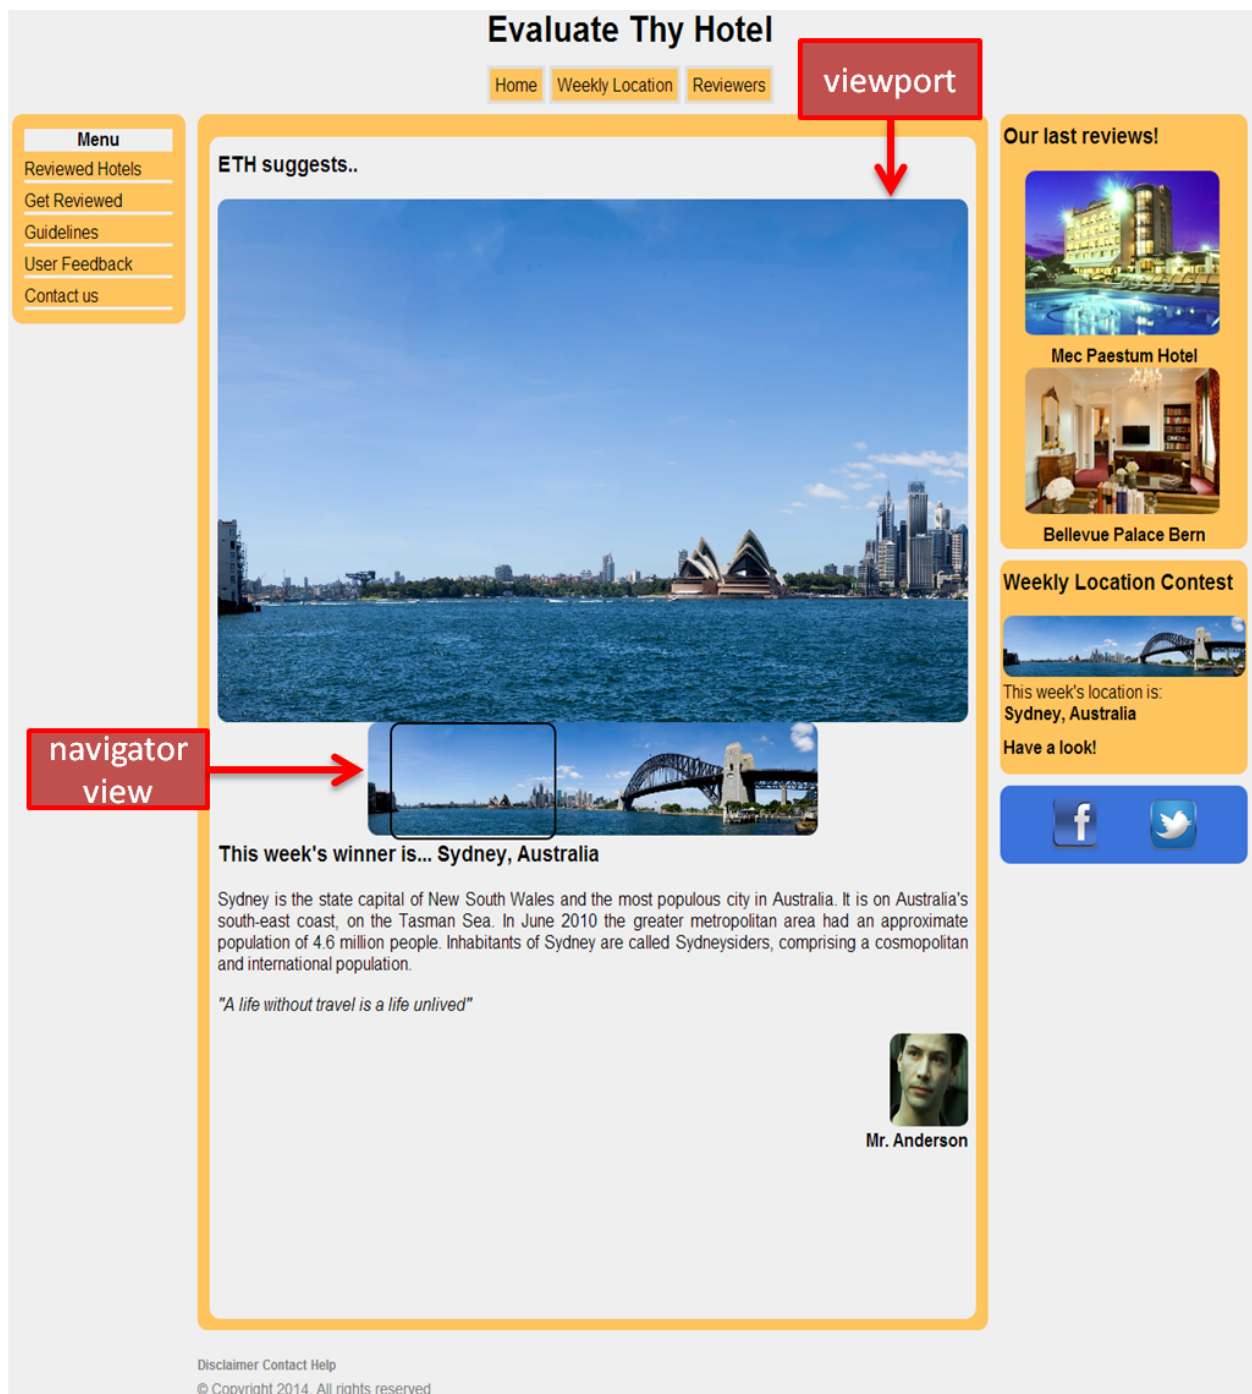 Evaluate Thy Hotel
Home Weekly Location Reviewers
viewport
Menu
Reviewed Hotels
Get Reviewed
Guidelines
User Feedback
Contact us
ETH suggests..
navigator
view
This week's winner is... Sydney, Australia
Sydney is the state capital of New South Wales and the most populous city in Australia. It is on Australia's
south-east coast, on the Tasman Sea. In June 2010 the greater metropolitan area had an approximate
population of 4.6 million people. Inhabitants of Sydney are called Sydneysiders, comprising a cosmopolitan
and international population.
"A life without travel is a life unlived"
Mr. Anderson
Our last reviews!
Mec Paestum Hotel
Bellevue Palace Bern
Weekly Location Contest
This week's location is:
Sydney, Australia
Have a look!
f
Disclaimer Contact Help
© Copyright 2014. All rights reserved